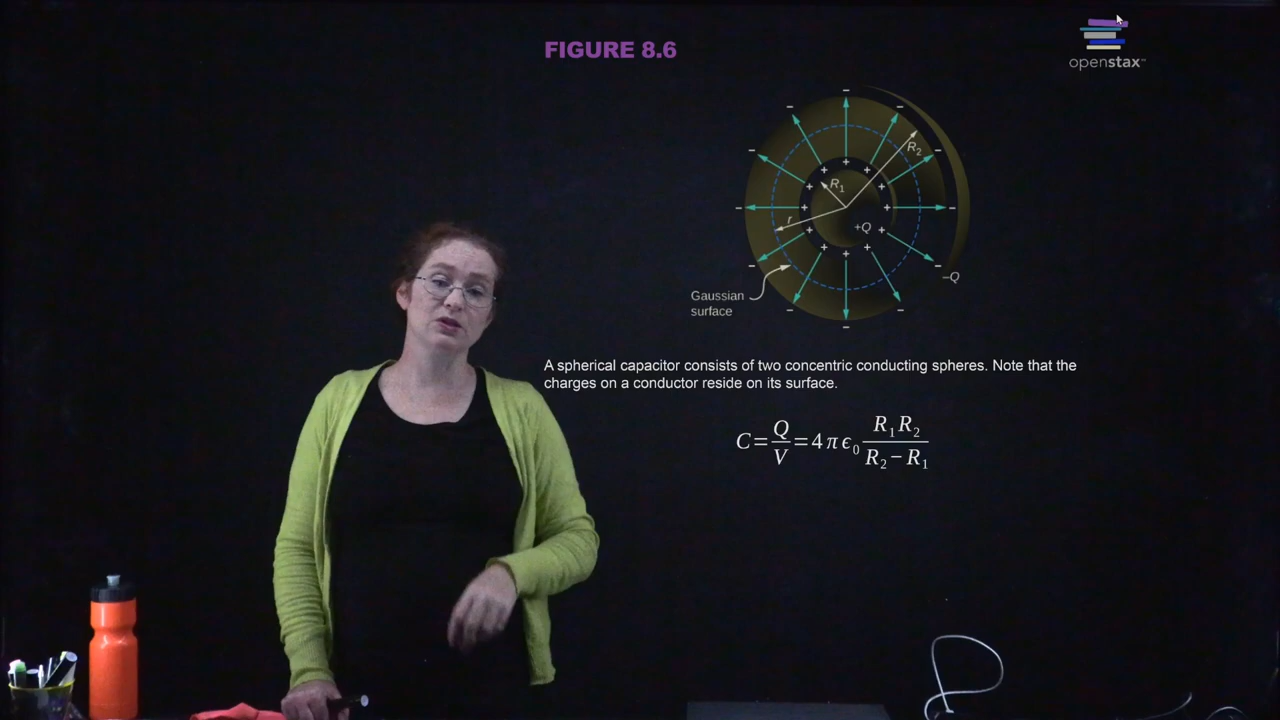 FIGURE 8.6
openstax™
R₂
R₁
r
+Q
–Q
Gaussian
surface
A spherical capacitor consists of two concentric conducting spheres. Note that the
charges on a conductor reside on its surface.
C = Q/V = 4πϵ₀ R₁R₂/(R₂ − R₁)